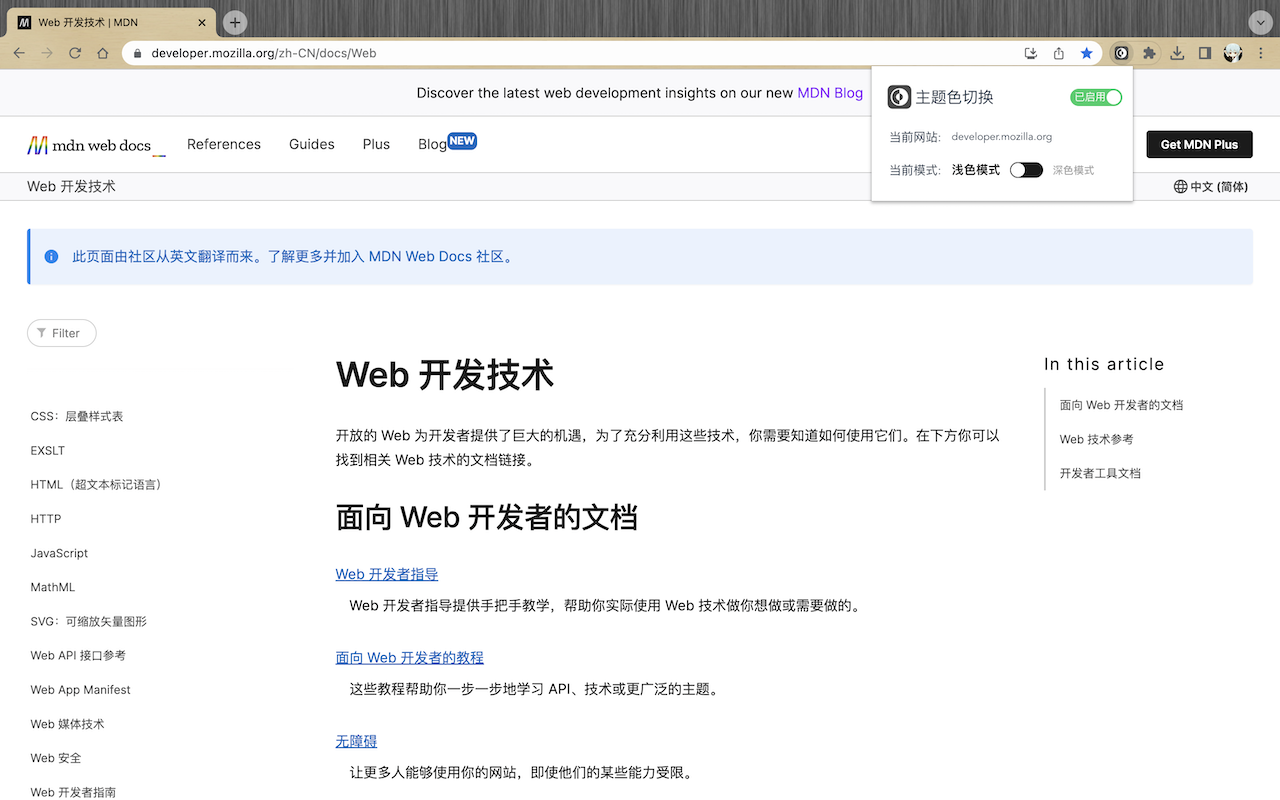 Web 开发技术 | MDN
developer.mozilla.org/zh-CN/docs/Web
Discover the latest web development insights on our new MDN Blog
主题色切换
已启用
当前网站: developer.mozilla.org
当前模式: 浅色模式 深色模式
mdn web docs_
References
Guides
Plus
Blog NEW
Get MDN Plus
Web 开发技术
中文 (简体)
此页面由社区从英文翻译而来。了解更多并加入 MDN Web Docs 社区。
Filter
CSS：层叠样式表
EXSLT
HTML（超文本标记语言）
HTTP
JavaScript
MathML
SVG：可缩放矢量图形
Web API 接口参考
Web App Manifest
Web 媒体技术
Web 安全
Web 开发者指南
Web 开发技术
开放的 Web 为开发者提供了巨大的机遇，为了充分利用这些技术，你需要知道如何使用它们。在下方你可以
找到相关 Web 技术的文档链接。
面向 Web 开发者的文档
Web 开发者指导
Web 开发者指导提供手把手教学，帮助你实际使用 Web 技术做你想做或需要做的。
面向 Web 开发者的教程
这些教程帮助你一步一步地学习 API、技术或更广泛的主题。
无障碍
让更多人能够使用你的网站，即使他们的某些能力受限。
In this article
面向 Web 开发者的文档
Web 技术参考
开发者工具文档